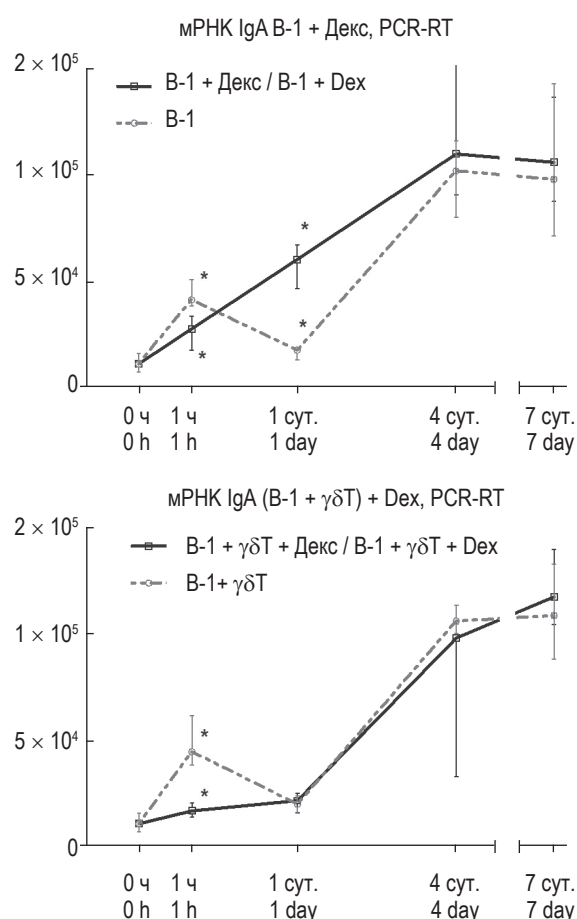 мРНК IgA B-1 + Декс, PCR-RT
2 × 10⁵
B-1 + Декс / B-1 + Dex
B-1
1 × 10⁵
*
*
5 × 10⁴
*
*
0
0 ч 1 ч 1 сут. 4 сут. 7 сут.
0 h 1 h 1 day 4 day 7 day
мРНК IgA (B-1 + γδT) + Dex, PCR-RT
2 × 10⁵
B-1 + γδT + Декс / B-1 + γδT + Dex
B-1+ γδT
1 × 10⁵
*
5 × 10⁴
*
0
0 ч 1 ч 1 сут. 4 сут. 7 сут.
0 h 1 h 1 day 4 day 7 day